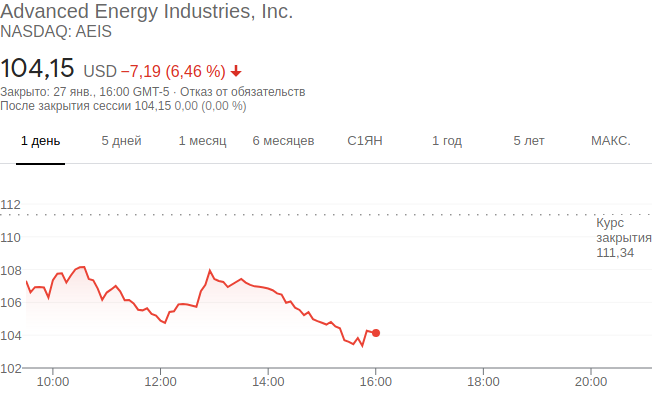 Advanced Energy Industries, Inc.
NASDAQ: AEIS
104,15 USD −7,19 (6,46 %)
Закрыто: 27 янв., 16:00 GMT-5 · Отказ от обязательств
После закрытия сессии 104,15 0,00 (0,00 %)
1 день 5 дней 1 месяц 6 месяцев С1ЯН 1 год 5 лет МАКС.
112
Курс
закрытия
111,34
110
108
106
104
102
10:00 12:00 14:00 16:00 18:00 20:00